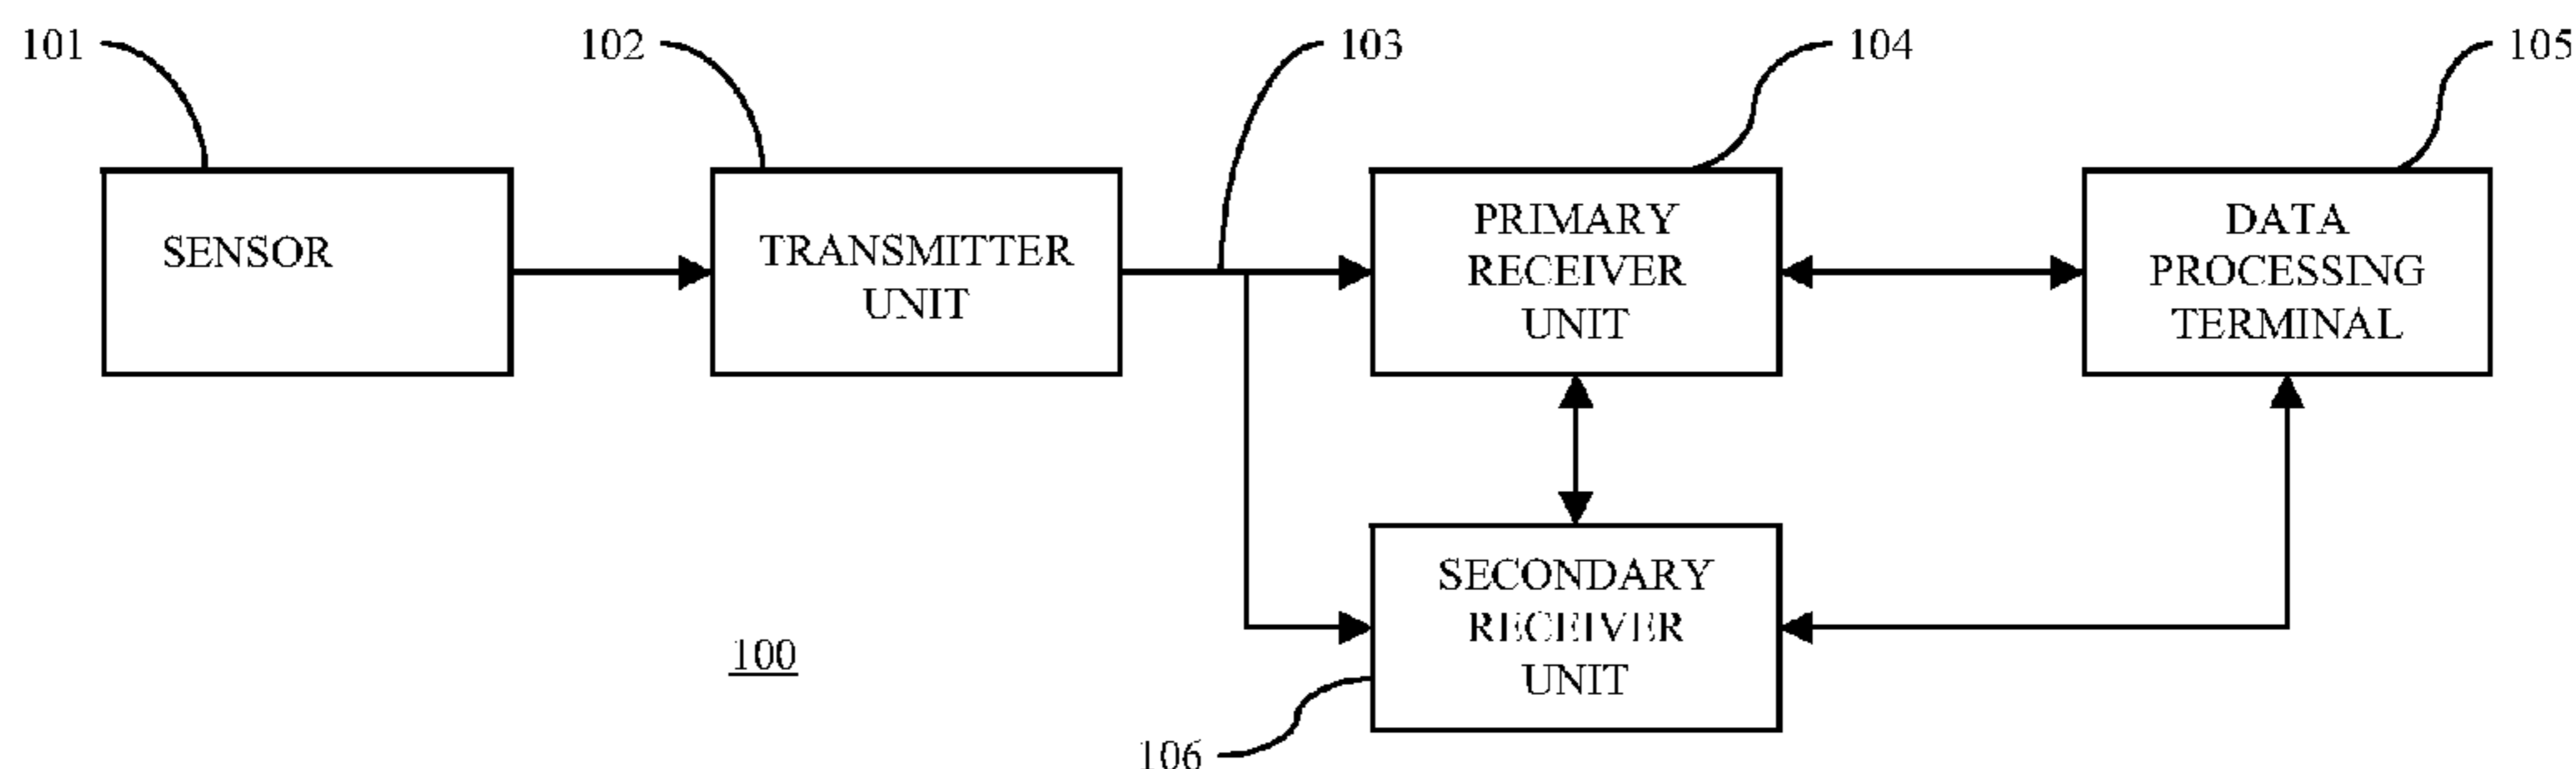 101
102
103
104
105
SENSOR
TRANSMITTER
UNIT
PRIMARY
RECEIVER
UNIT
DATA
PROCESSING
TERMINAL
SECONDARY
RECEIVER
UNIT
100
106